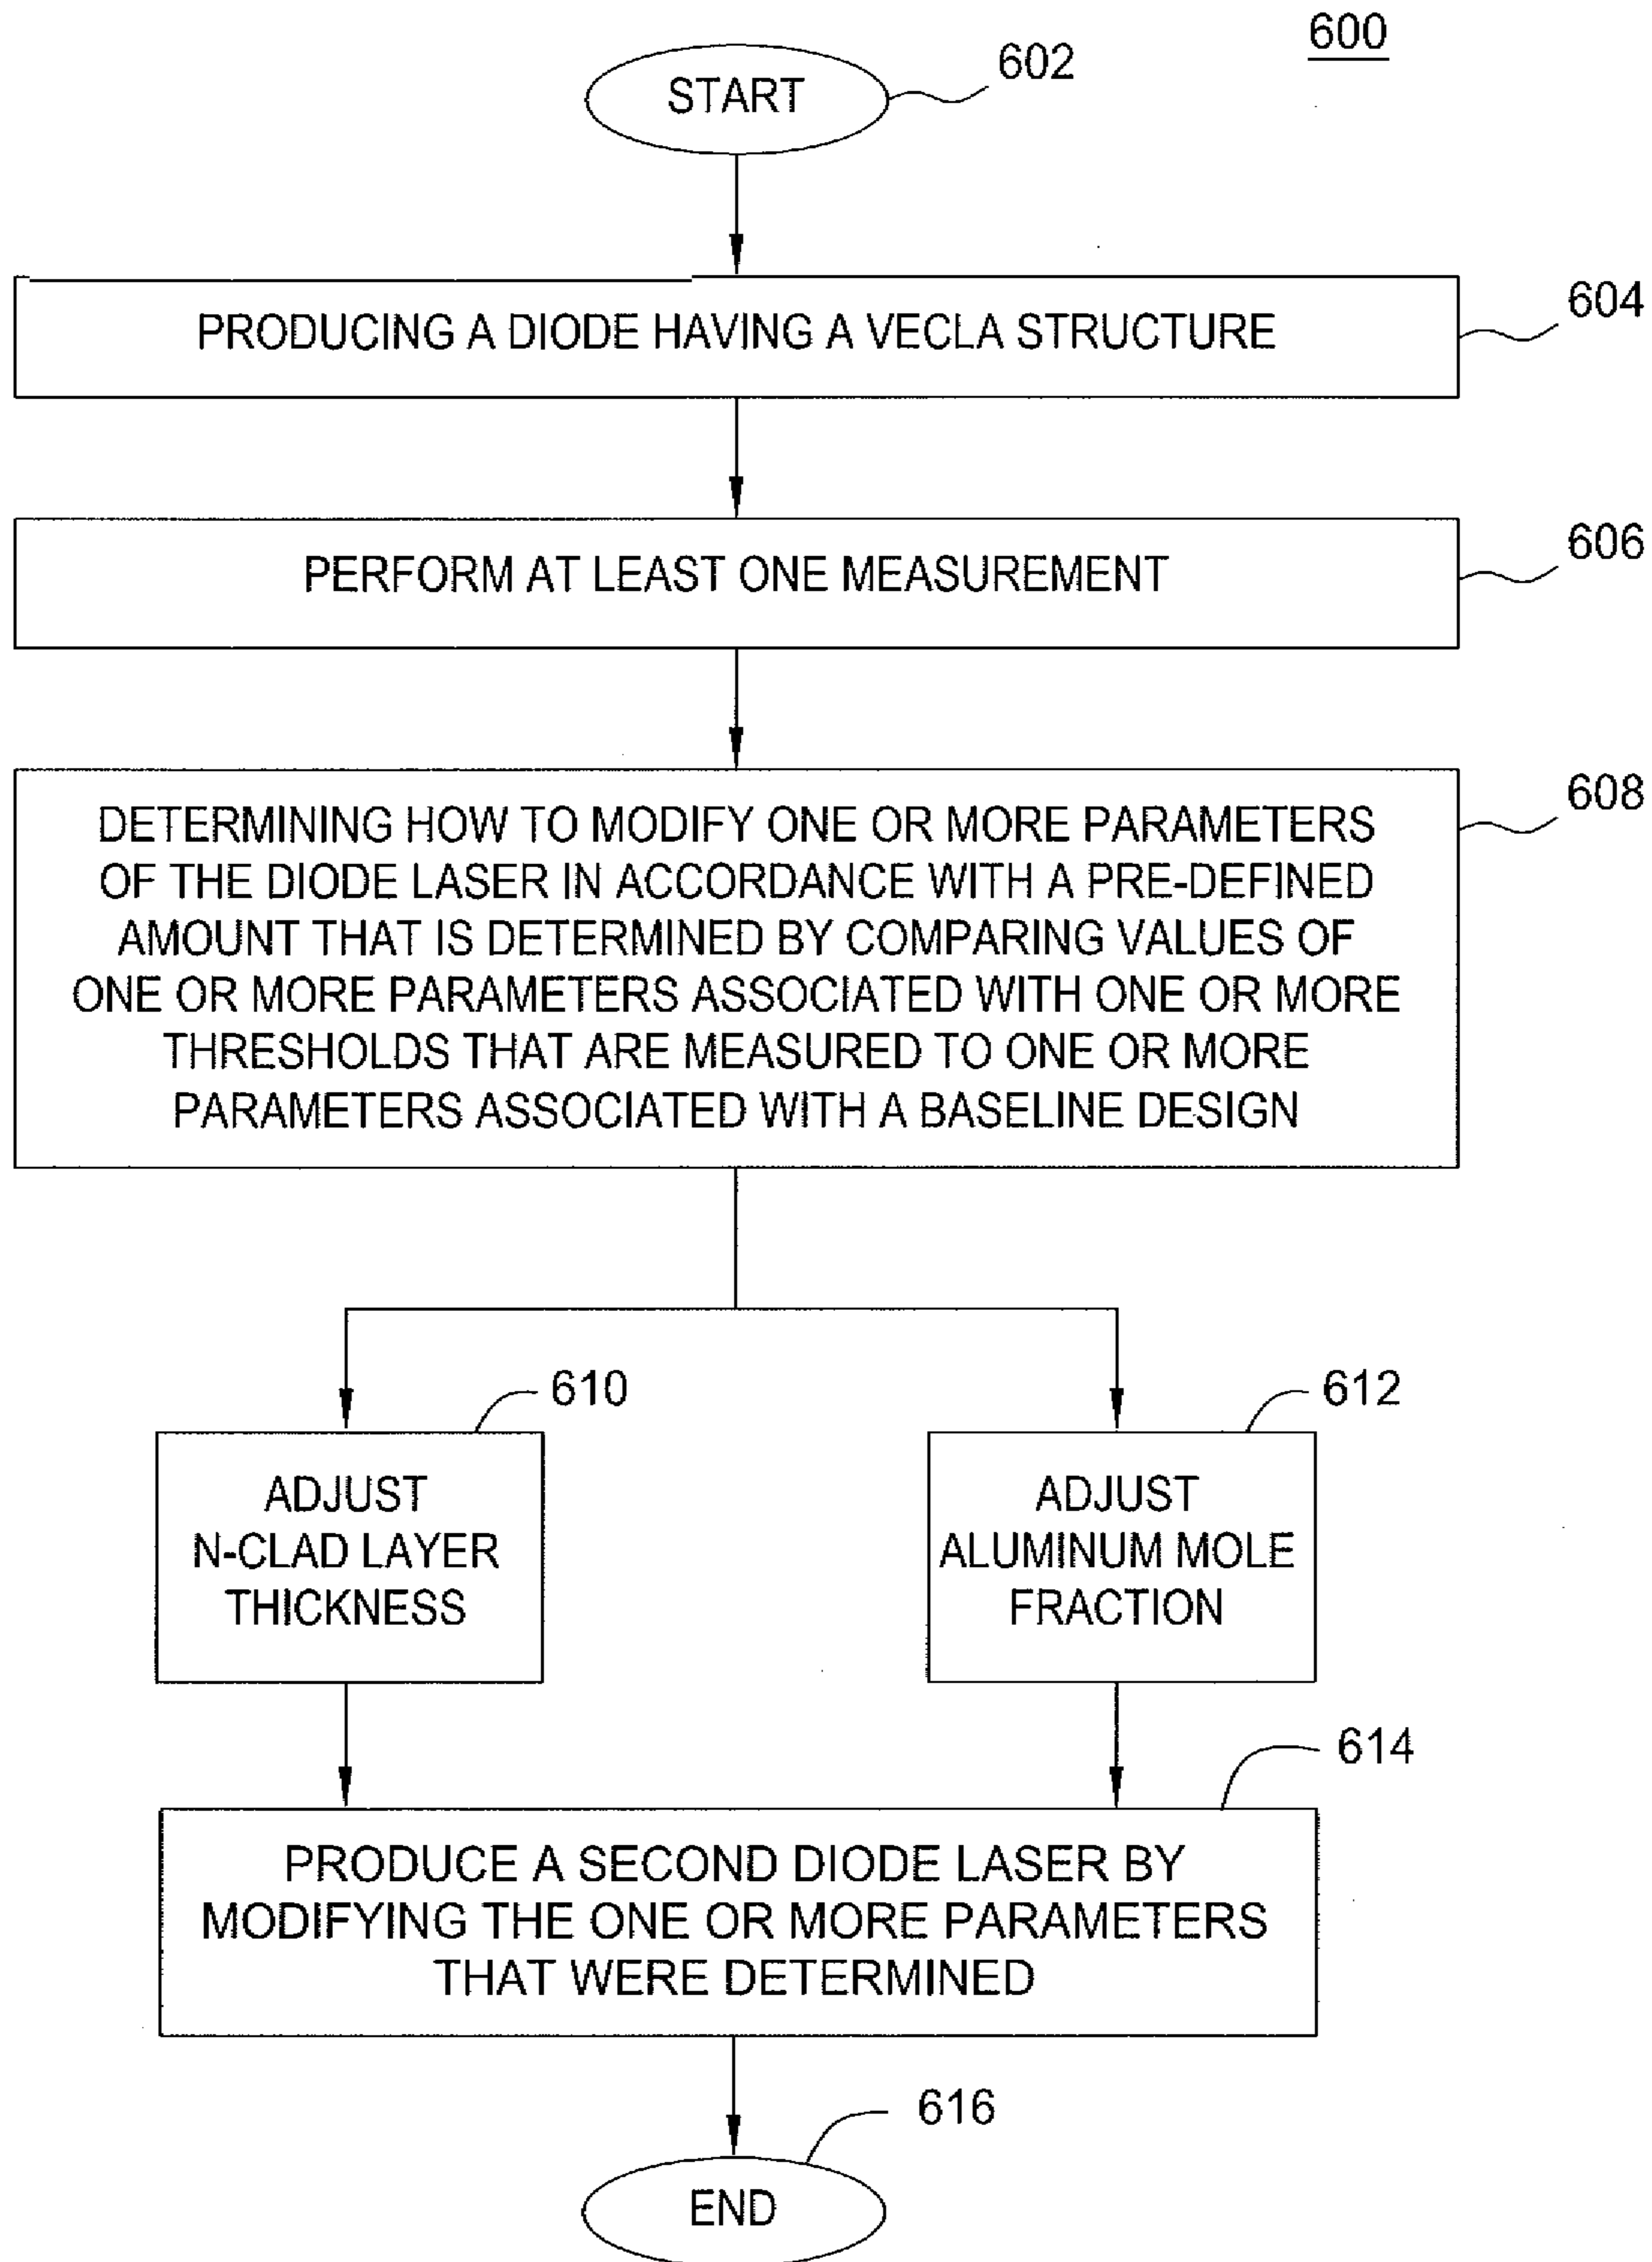 600
START
602
PRODUCING A DIODE HAVING A VECLA STRUCTURE
604
PERFORM AT LEAST ONE MEASUREMENT
606
DETERMINING HOW TO MODIFY ONE OR MORE PARAMETERS
OF THE DIODE LASER IN ACCORDANCE WITH A PRE-DEFINED
AMOUNT THAT IS DETERMINED BY COMPARING VALUES OF
ONE OR MORE PARAMETERS ASSOCIATED WITH ONE OR MORE
THRESHOLDS THAT ARE MEASURED TO ONE OR MORE
PARAMETERS ASSOCIATED WITH A BASELINE DESIGN
608
610
ADJUST
N-CLAD LAYER
THICKNESS
612
ADJUST
ALUMINUM MOLE
FRACTION
614
PRODUCE A SECOND DIODE LASER BY
MODIFYING THE ONE OR MORE PARAMETERS
THAT WERE DETERMINED
616
END